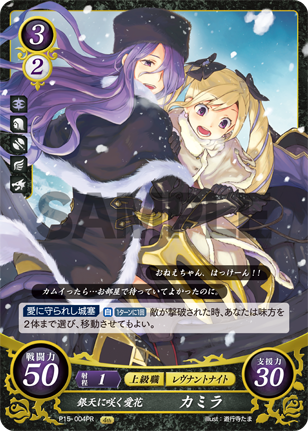 3
2
SAMPLE
おねえちゃん、はっけーん!!
カムイったら…お部屋で待っていてよかったのに。
愛に守られし城塞 自 1ターンに1回 敵が撃破された時、あなたは味方を
2体まで選び、移動させてもよい。
戦闘力
50
射程 1 上級職 レヴナントナイト
支援力
30
銀天に咲く愛花 カミラ
P15-004PR illust:遊行寺たま